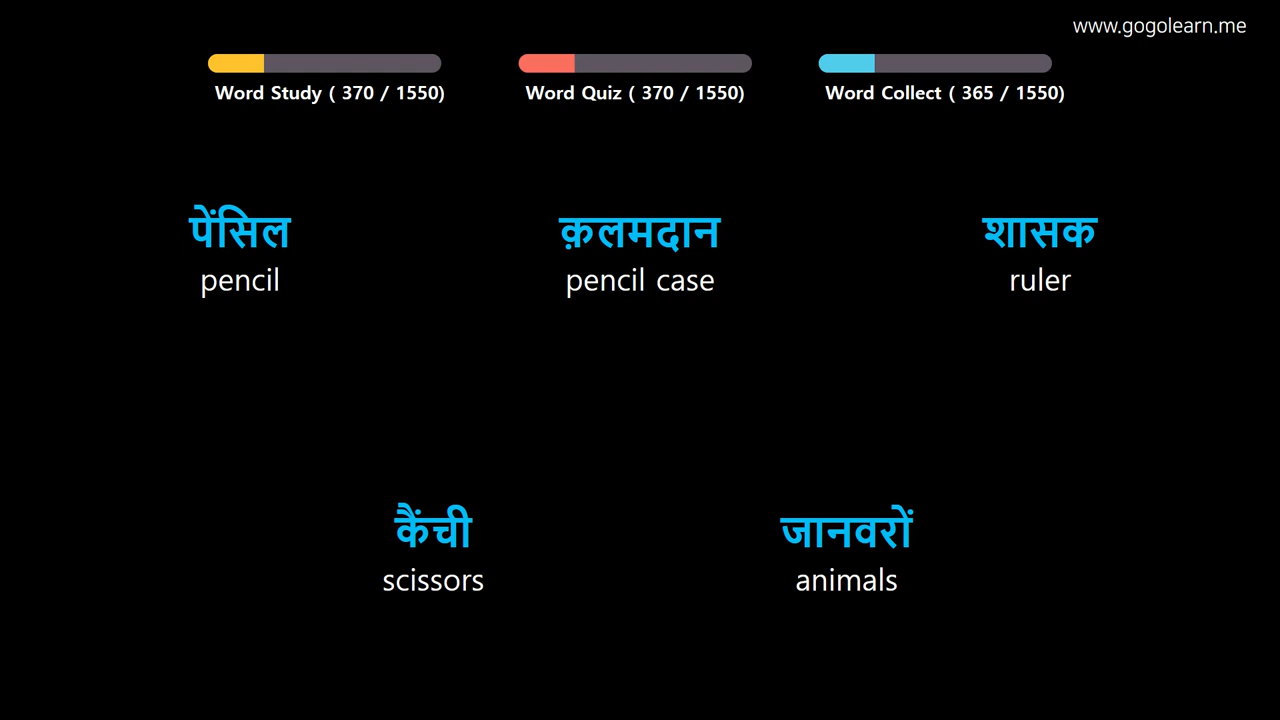 www.gogolearn.me
Word Study ( 370 / 1550)
Word Quiz ( 370 / 1550)
Word Collect ( 365 / 1550)
पेंसिल
pencil
क़लमदान
pencil case
शासक
ruler
कैंची
scissors
जानवरों
animals